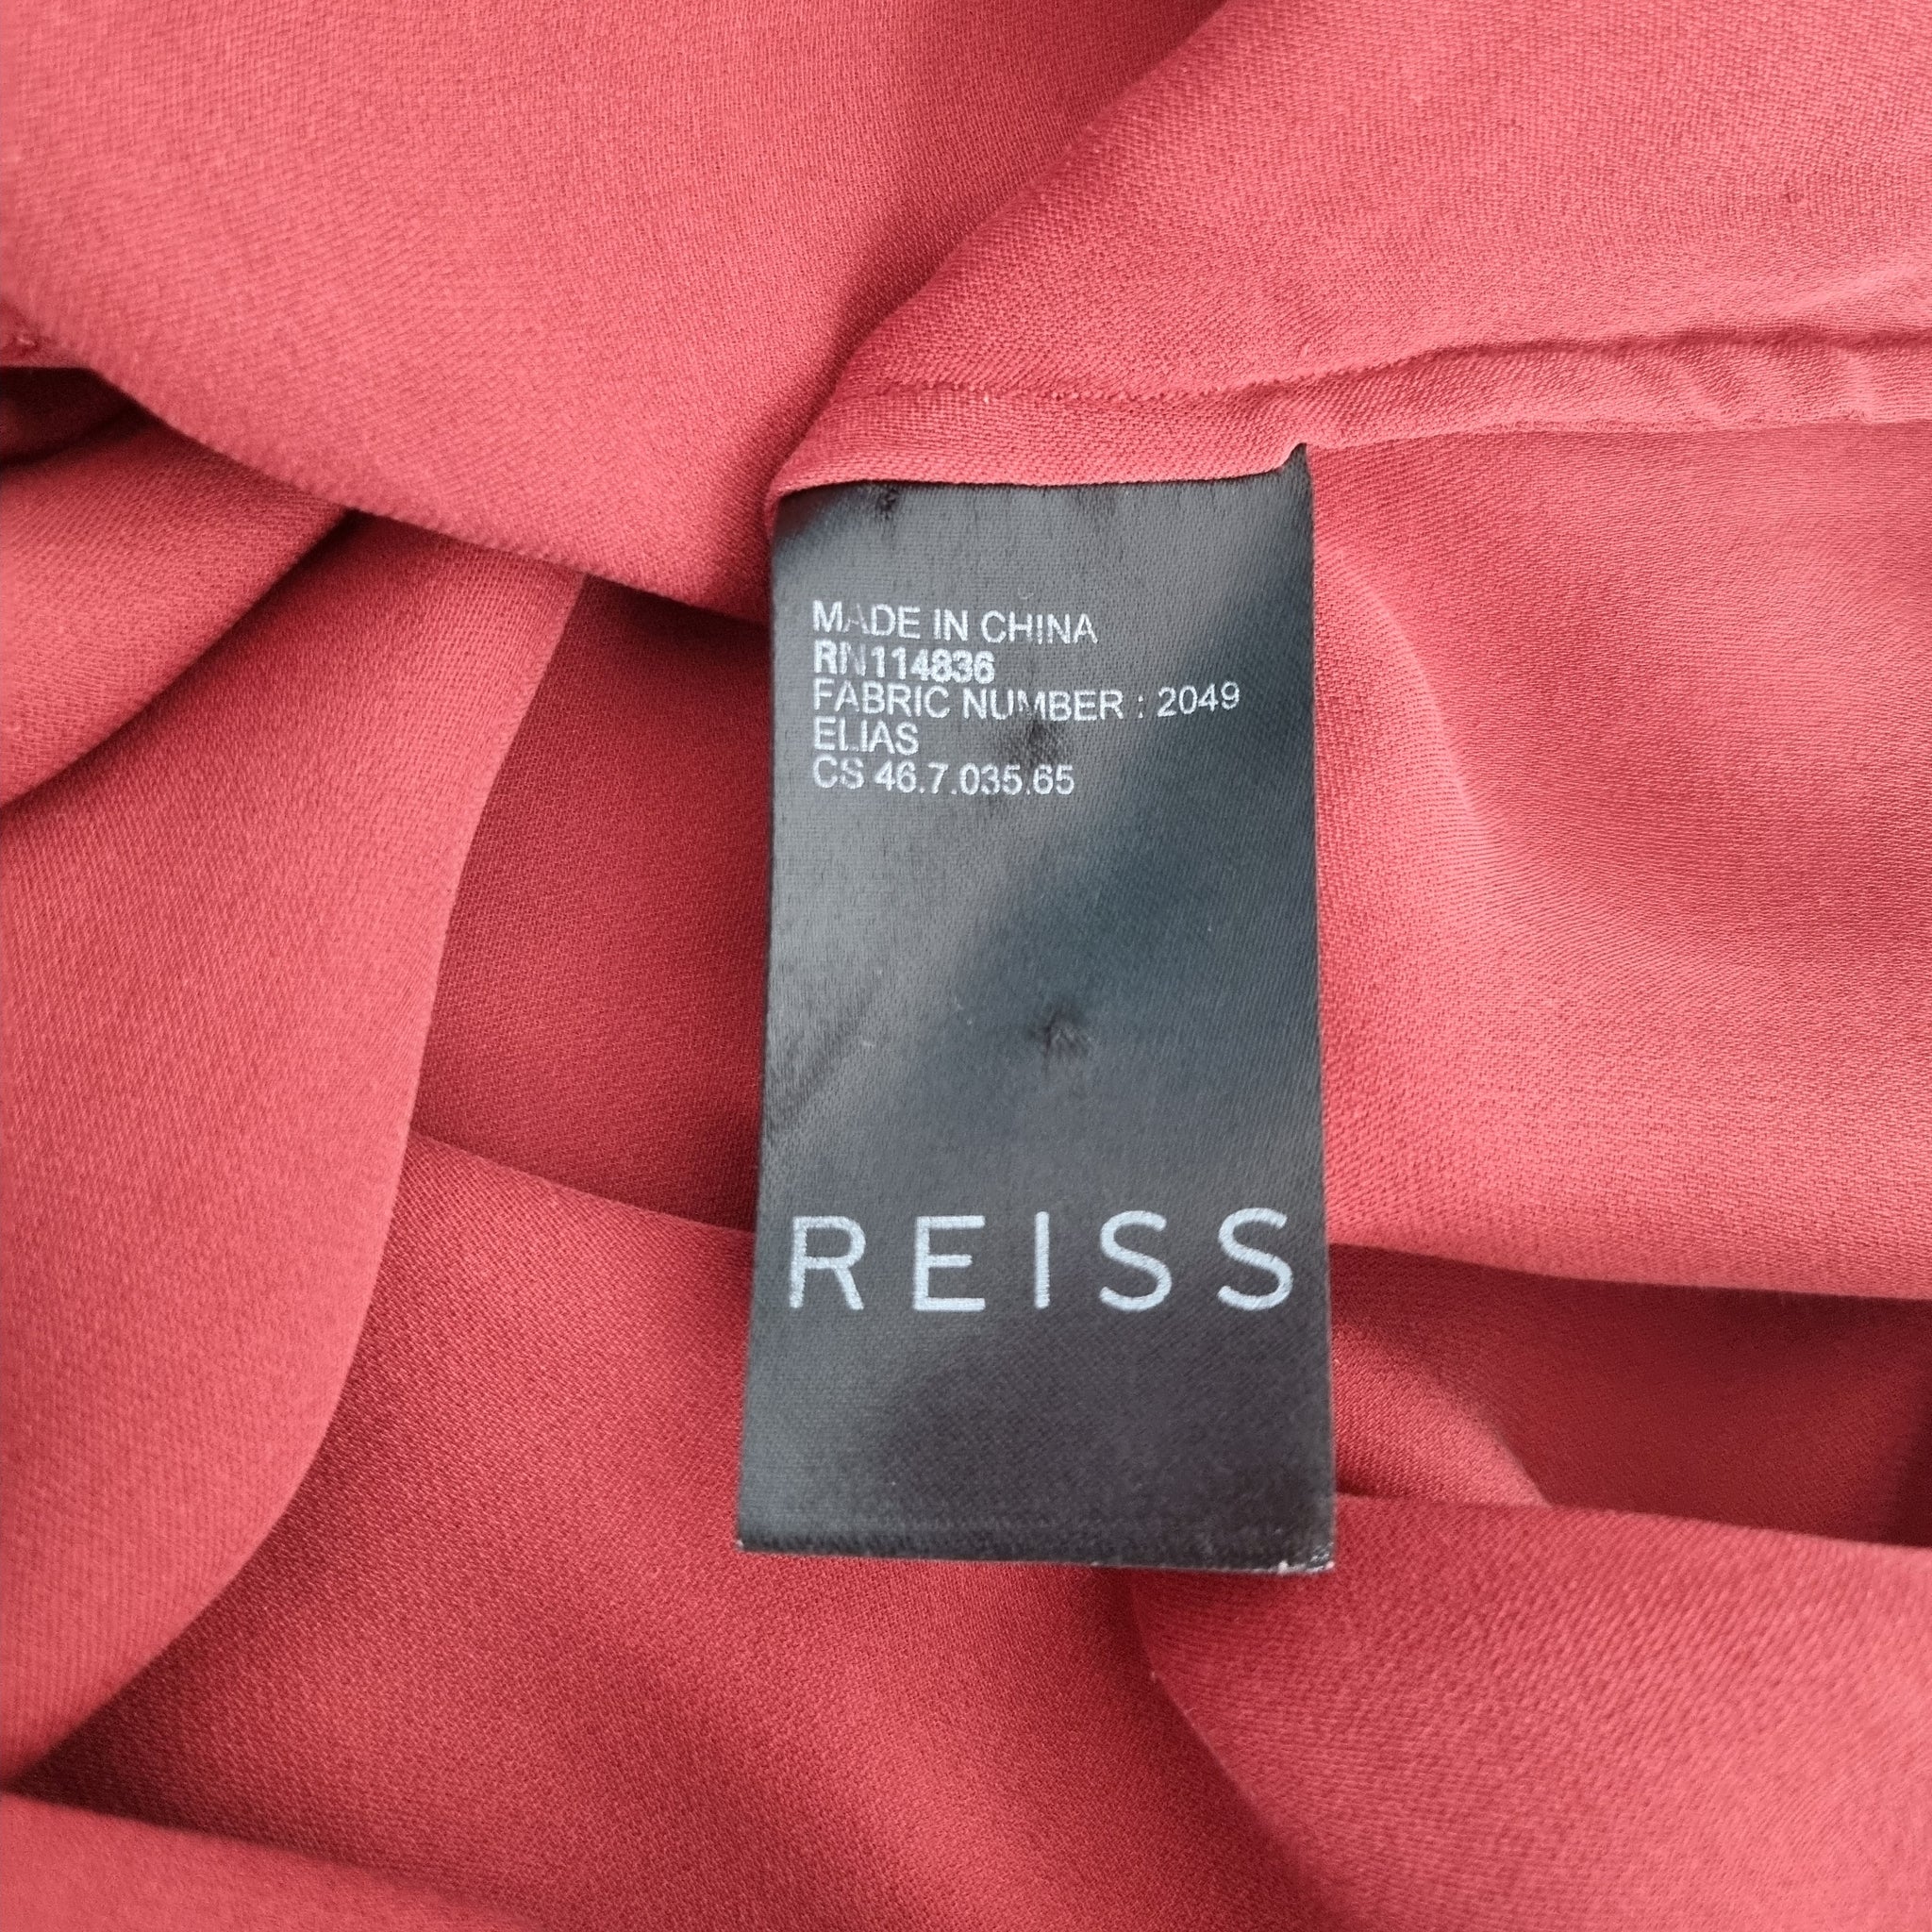 MADE IN CHINA
RN114836
FABRIC NUMBER : 2049
ELIAS
CS 46.7.035.65
REISS